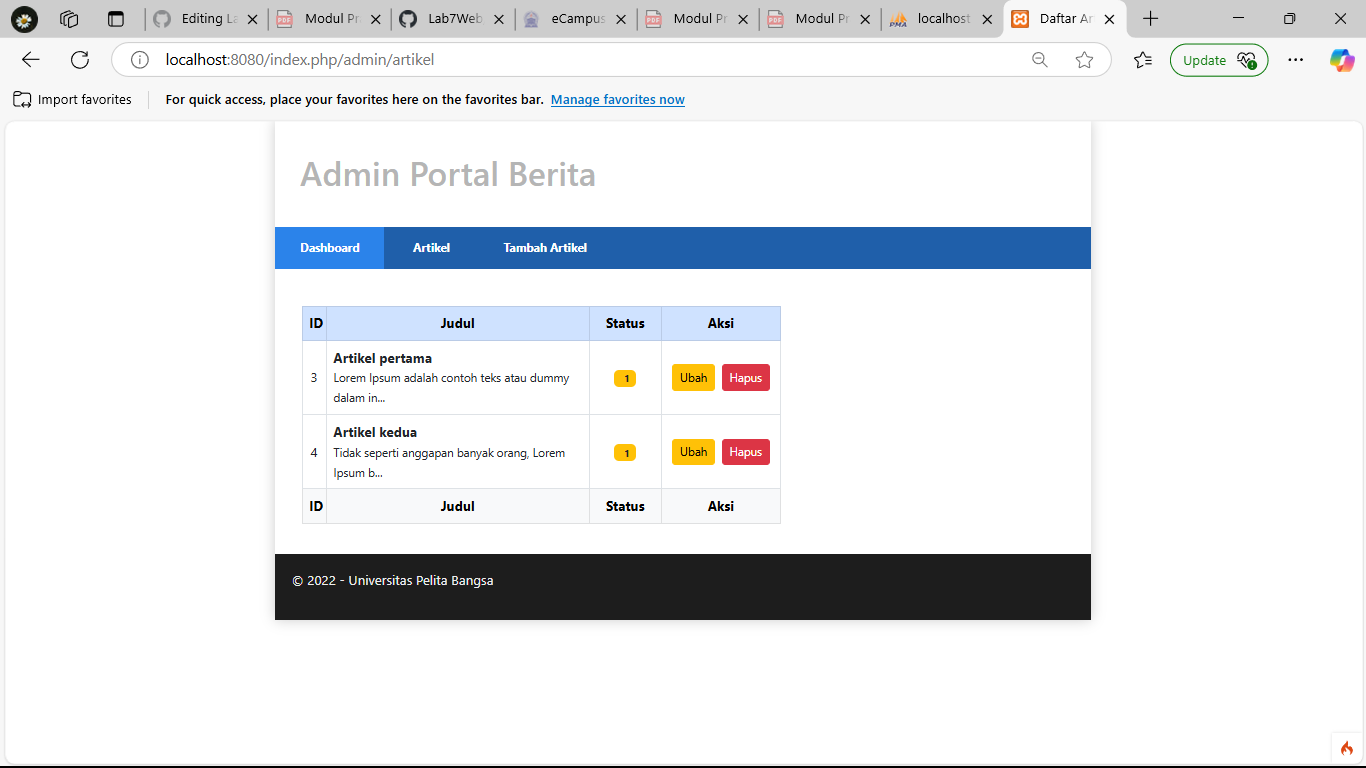 Editing La
Modul Pra
Lab7Web
eCampus
Modul Pr
Modul Pr
localhost
Daftar Ar
localhost:8080/index.php/admin/artikel
Update
Import favorites
For quick access, place your favorites here on the favorites bar. Manage favorites now
Admin Portal Berita
Dashboard Artikel Tambah Artikel
ID Judul Status Aksi
Artikel pertama
3 Lorem Ipsum adalah contoh teks atau dummy 1 Ubah Hapus
dalam in...
Artikel kedua
4 Tidak seperti anggapan banyak orang, Lorem 1 Ubah Hapus
Ipsum b...
ID Judul Status Aksi
© 2022 - Universitas Pelita Bangsa